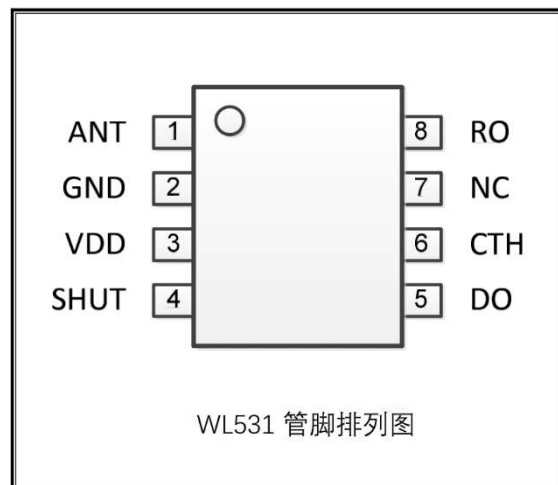 ANT 1 8 RO
GND 2 7 NC
VDD 3 6 CTH
SHUT 4 5 DO
WL531 管脚排列图